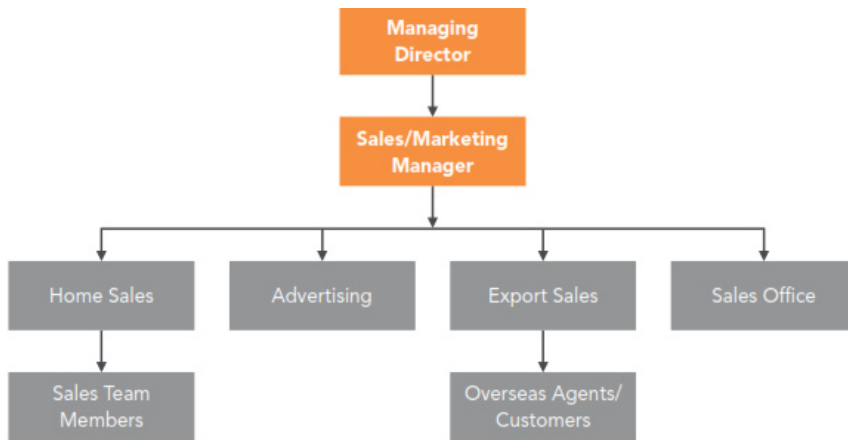 Managing
Director
Sales/Marketing
Manager
Home Sales
Advertising
Export Sales
Sales Office
Sales Team
Members
Overseas Agents/
Customers